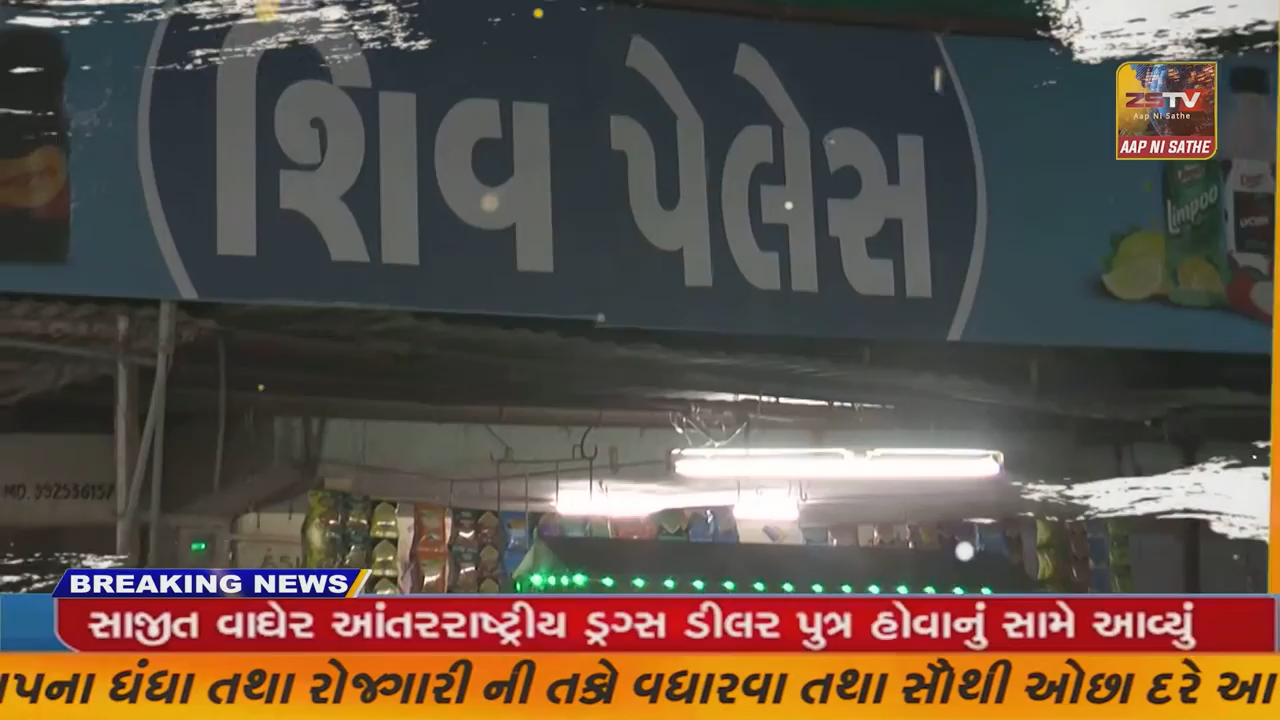 શિવ પેલેસ
ZSTV
Aap Ni Sathe
AAP NI SATHE
Limpoo
MO.
BREAKING NEWS
સાજીત વાઘેર આંતરરાષ્ટ્રીય ડ્રગ્સ ડીલર પુત્ર હોવાનું સામે આવ્યું
ધંધા તથા રોજગારી ની તકો વધારવા તથા સૌથી ઓછા દરે આ